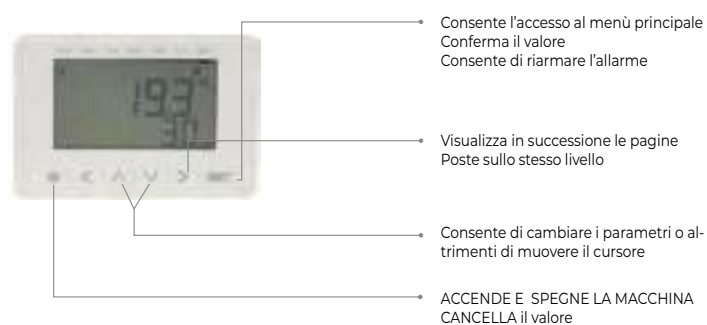 Consente l'accesso al menù principale
Conferma il valore
Consente di riarmare l'allarme
19.3
Visualizza in successione le pagine
Poste sullo stesso livello
Consente di cambiare i parametri o al-
trimenti di muovere il cursore
ACCENDE E SPEGNE LA MACCHINA
CANCELLA il valore